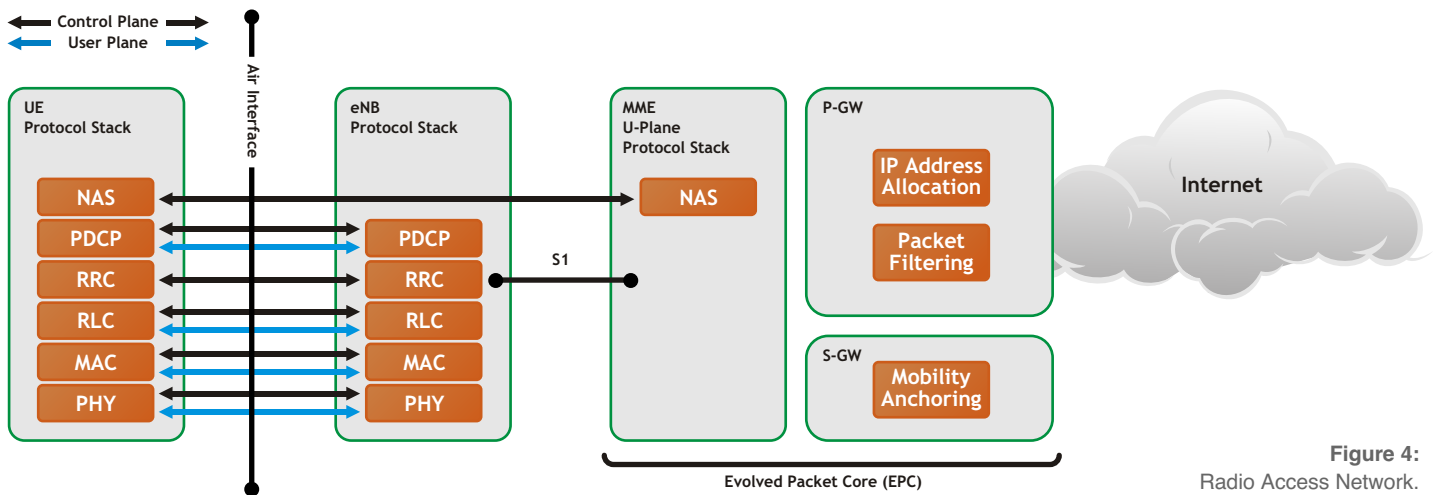 Control Plane
User Plane
Air Interface
UE
Protocol Stack
NAS
PDCP
RRC
RLC
MAC
PHY
eNB
Protocol Stack
PDCP
RRC
RLC
MAC
PHY
S1
MME
U-Plane
Protocol Stack
NAS
P-GW
IP Address
Allocation
Packet
Filtering
S-GW
Mobility
Anchoring
Internet
Evolved Packet Core (EPC)
Figure 4:
Radio Access Network.